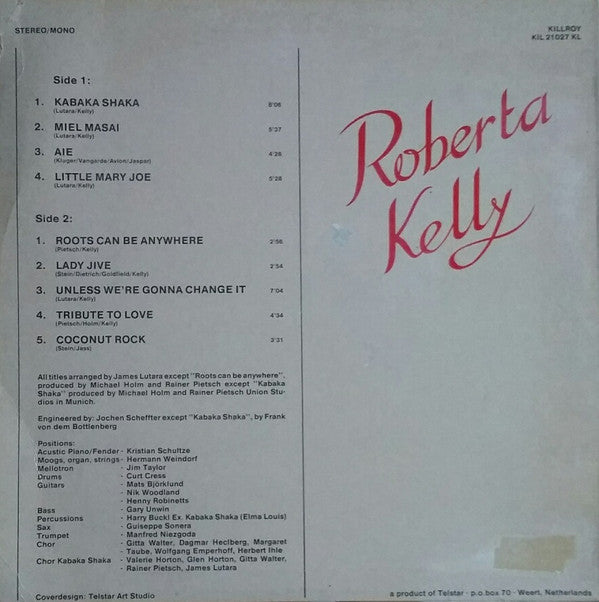 STEREO/MONO
KILLROY
KIL 21027 KL
Side 1:
1. KABAKA SHAKA 6'06
(Lutara/Kelly)
2. MIEL MASAI 5'37
(Lutara/Kelly)
3. AIE 4'26
(Kluger/Vangarde/Avion/Jaspar)
4. LITTLE MARY JOE 5'28
(Lutara/Kelly)
Side 2:
1. ROOTS CAN BE ANYWHERE 2'56
(Pietsch/Kelly)
2. LADY JIVE 2'54
(Stein/Dietrich/Goldfield/Kelly)
3. UNLESS WE'RE GONNA CHANGE IT 7'04
(Lutara/Kelly)
4. TRIBUTE TO LOVE 4'34
(Pietsch/Holm/Kelly)
5. COCONUT ROCK 3'31
(Stein/Jass)
All titles arranged by James Lutara except "Roots can be anywhere",
produced by Michael Holm and Rainer Pietsch except "Kabaka
Shaka" produced by Michael Holm and Rainer Pietsch Union Stu-
dios in Munich.
Engineered by: Jochen Scheffter except "Kabaka Shaka", by Frank
von dem Bottlenberg
Positions:
Acustic Piano/Fender - Kristian Schultze
Moogs, organ, strings - Hermann Weindorf
Mellotron - Jim Taylor
Drums - Curt Cress
Guitars - Mats Björklund
- Nik Woodland
- Henny Robinetts
Bass - Gary Unwin
Percussions - Harry Buckl Ex. Kabaka Shaka (Elma Louis)
Sax - Guiseppe Sonera
Trumpet - Manfred Niezgoda
Chor - Gitta Walter, Dagmar Heclberg, Margaret
- Taube, Wolfgang Emperhoff, Herbert Ihle
Chor Kabaka Shaka - Valerie Horton, Glen Horton, Gitta Walter,
- Rainer Pietsch, James Lutara
Coverdesign: Telstar Art Studio
Roberta
Kelly
a product of Telstar - p.o.box 70 - Weert, Netherlands